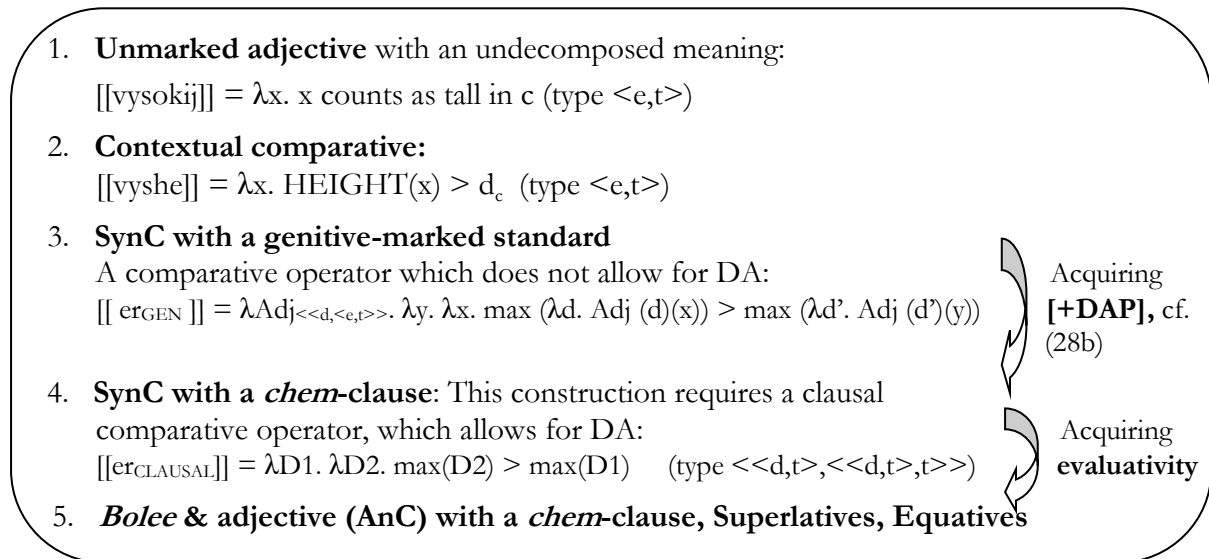 1. Unmarked adjective with an undecomposed meaning:
[[vysokij]] = λx. x counts as tall in c (type <e,t>)
2. Contextual comparative:
[[vyshe]] = λx. HEIGHT(x) > d_c (type <e,t>)
3. SynC with a genitive-marked standard
A comparative operator which does not allow for DA:
[[ er_GEN ]] = λAdj_<<d,<e,t>>. λy. λx. max (λd. Adj (d)(x)) > max (λd'. Adj (d')(y))
Acquiring
[+DAP], cf.
(28b)
4. SynC with a chem-clause: This construction requires a clausal
comparative operator, which allows for DA:
[[er_CLAUSAL]] = λD1. λD2. max(D2) > max(D1) (type <<d,t>,<<d,t>,t>>)
Acquiring
evaluativity
5. Bolee & adjective (AnC) with a chem-clause, Superlatives, Equatives